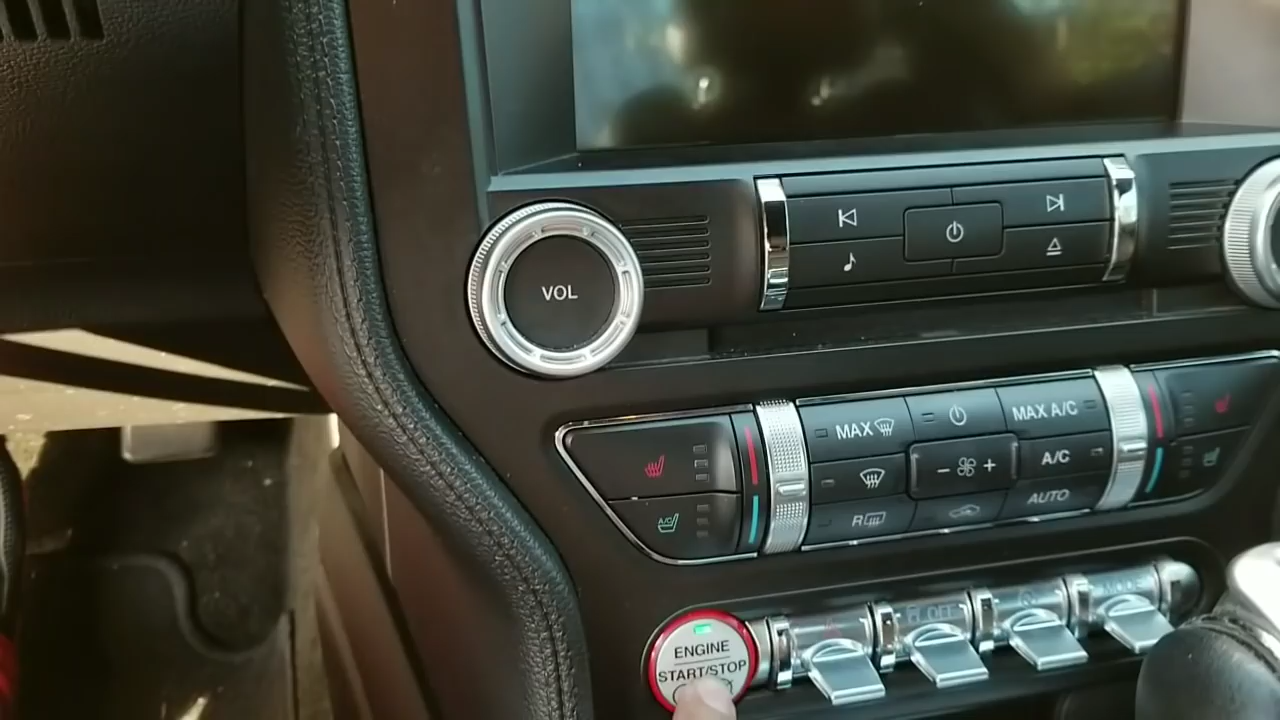 VOL
MAX
MAX A/C
A/C
AUTO
R
A/C
ENGINE
START/STOP